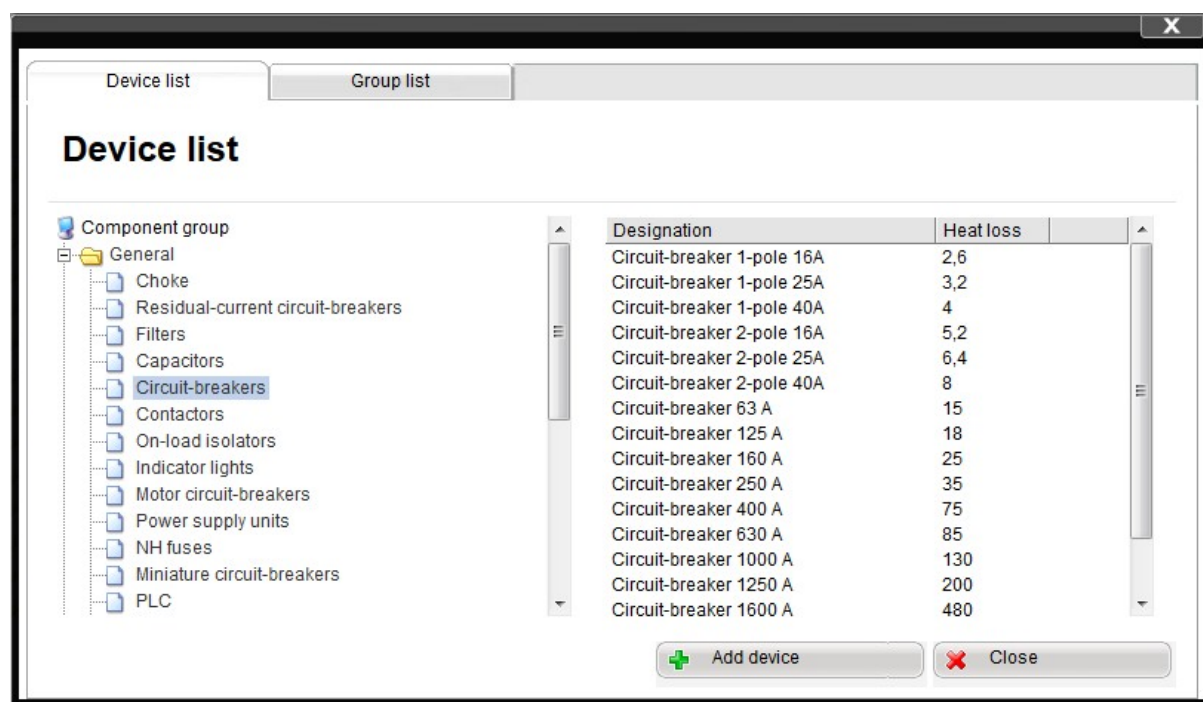 X
Device list
Group list
Device list
Component group
General
Choke
Residual-current circuit-breakers
Filters
Capacitors
Circuit-breakers
Contactors
On-load isolators
Indicator lights
Motor circuit-breakers
Power supply units
NH fuses
Miniature circuit-breakers
PLC
Designation Heat loss
Circuit-breaker 1-pole 16A 2,6
Circuit-breaker 1-pole 25A 3,2
Circuit-breaker 1-pole 40A 4
Circuit-breaker 2-pole 16A 5,2
Circuit-breaker 2-pole 25A 6,4
Circuit-breaker 2-pole 40A 8
Circuit-breaker 63 A 15
Circuit-breaker 125 A 18
Circuit-breaker 160 A 25
Circuit-breaker 250 A 35
Circuit-breaker 400 A 75
Circuit-breaker 630 A 85
Circuit-breaker 1000 A 130
Circuit-breaker 1250 A 200
Circuit-breaker 1600 A 480
Add device
Close